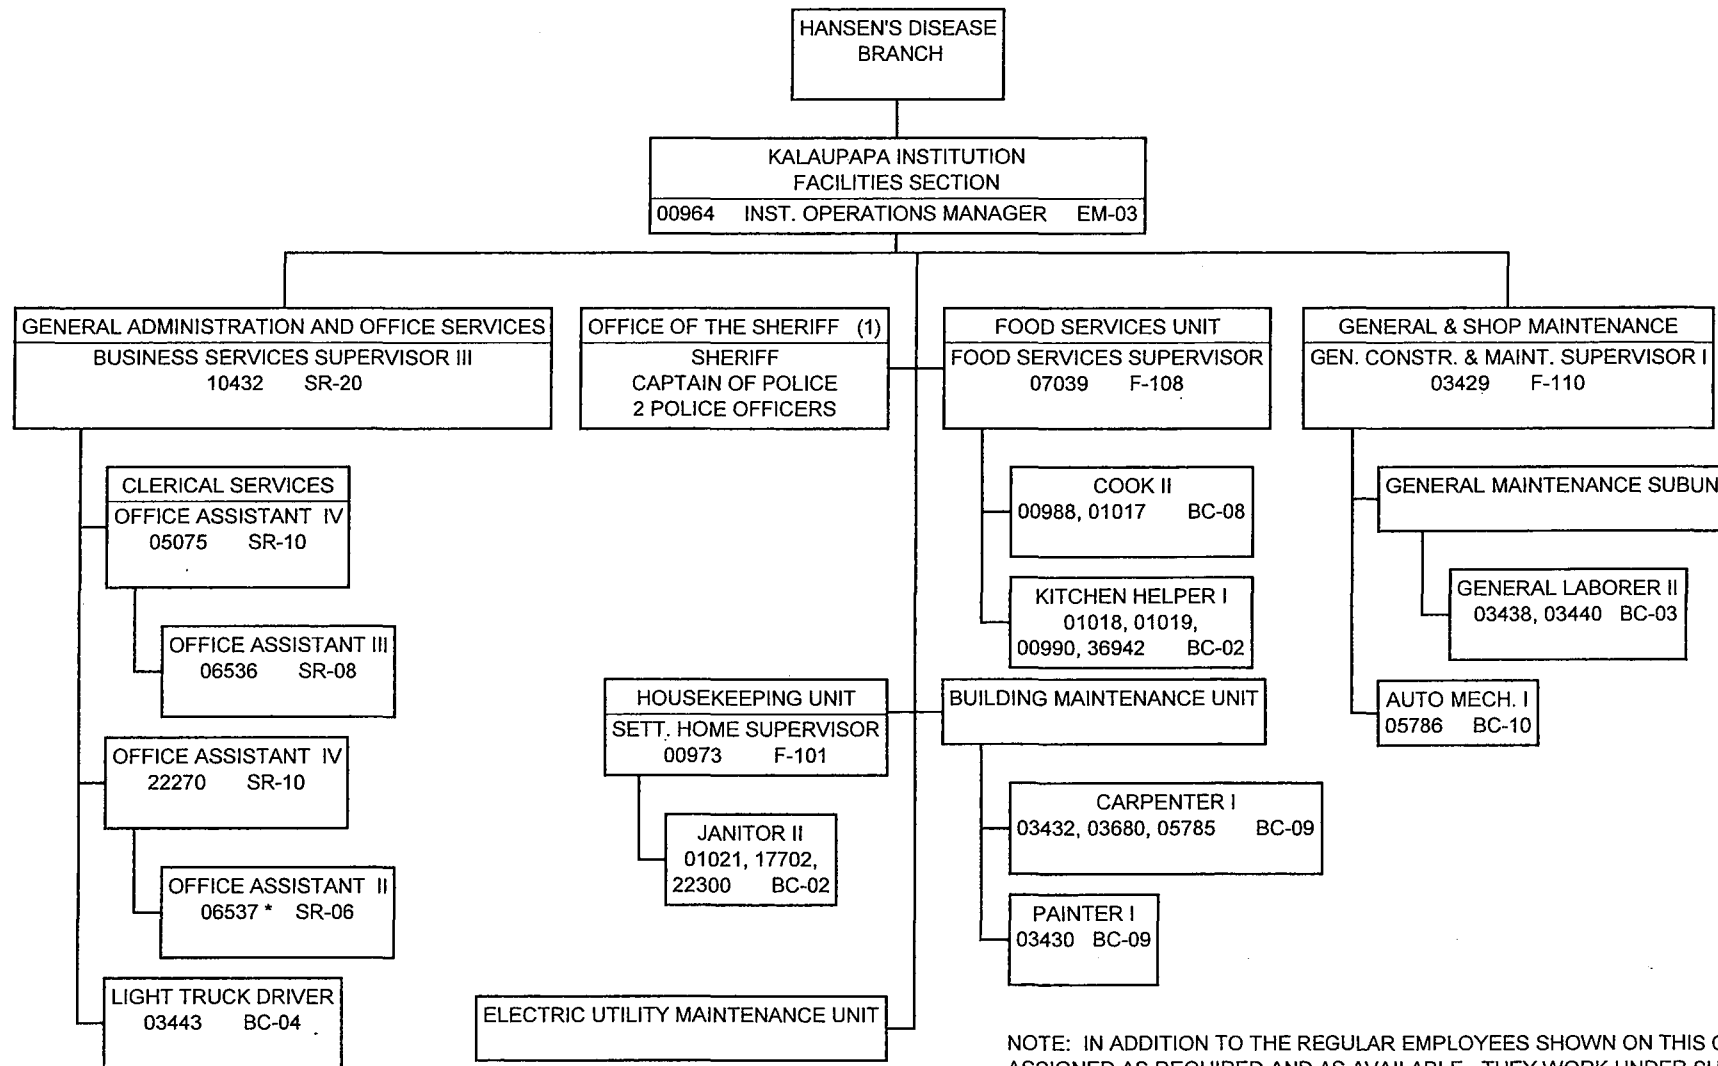 HANSEN'S DISEASE
BRANCH
KALAUPAPA INSTITUTION
FACILITIES SECTION
00964 INST. OPERATIONS MANAGER EM-03
GENERAL ADMINISTRATION AND OFFICE SERVICES
BUSINESS SERVICES SUPERVISOR III
10432 SR-20
OFFICE OF THE SHERIFF (1)
SHERIFF
CAPTAIN OF POLICE
2 POLICE OFFICERS
FOOD SERVICES UNIT
FOOD SERVICES SUPERVISOR
07039 F-108
GENERAL & SHOP MAINTENANCE
GEN. CONSTR. & MAINT. SUPERVISOR I
03429 F-110
CLERICAL SERVICES
OFFICE ASSISTANT IV
05075 SR-10
OFFICE ASSISTANT III
06536 SR-08
OFFICE ASSISTANT IV
22270 SR-10
OFFICE ASSISTANT II
06537 * SR-06
LIGHT TRUCK DRIVER
03443 BC-04
COOK II
00988, 01017 BC-08
KITCHEN HELPER I
01018, 01019,
00990, 36942 BC-02
GENERAL MAINTENANCE SUBUN
GENERAL LABORER II
03438, 03440 BC-03
AUTO MECH. I
05786 BC-10
HOUSEKEEPING UNIT
SETT. HOME SUPERVISOR
00973 F-101
JANITOR II
01021, 17702,
22300 BC-02
BUILDING MAINTENANCE UNIT
CARPENTER I
03432, 03680, 05785 BC-09
PAINTER I
03430 BC-09
ELECTRIC UTILITY MAINTENANCE UNIT
NOTE: IN ADDITION TO THE REGULAR EMPLOYEES SHOWN ON THIS